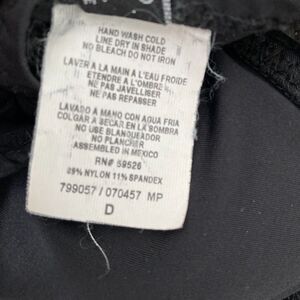 HAND WASH COLD
LINE DRY IN SHADE
NO BLEACH DO NOT IRON
LAVER A LA MAIN A L'EAU FROIDE
ETENDRE A L'OMBRE
NE PAS JAVELLISER
NE PAS REPASSER
LAVADO A MANO CON AGUA FRIA
COLGAR A SECAR EN LA SOMBRA
NO USE BLANQUEADOR
NO PLANCHER
ASSEMBLED IN MEXICO
RN# 59526
89% NYLON 11% SPANDEX
799057 / 070457 MP
D